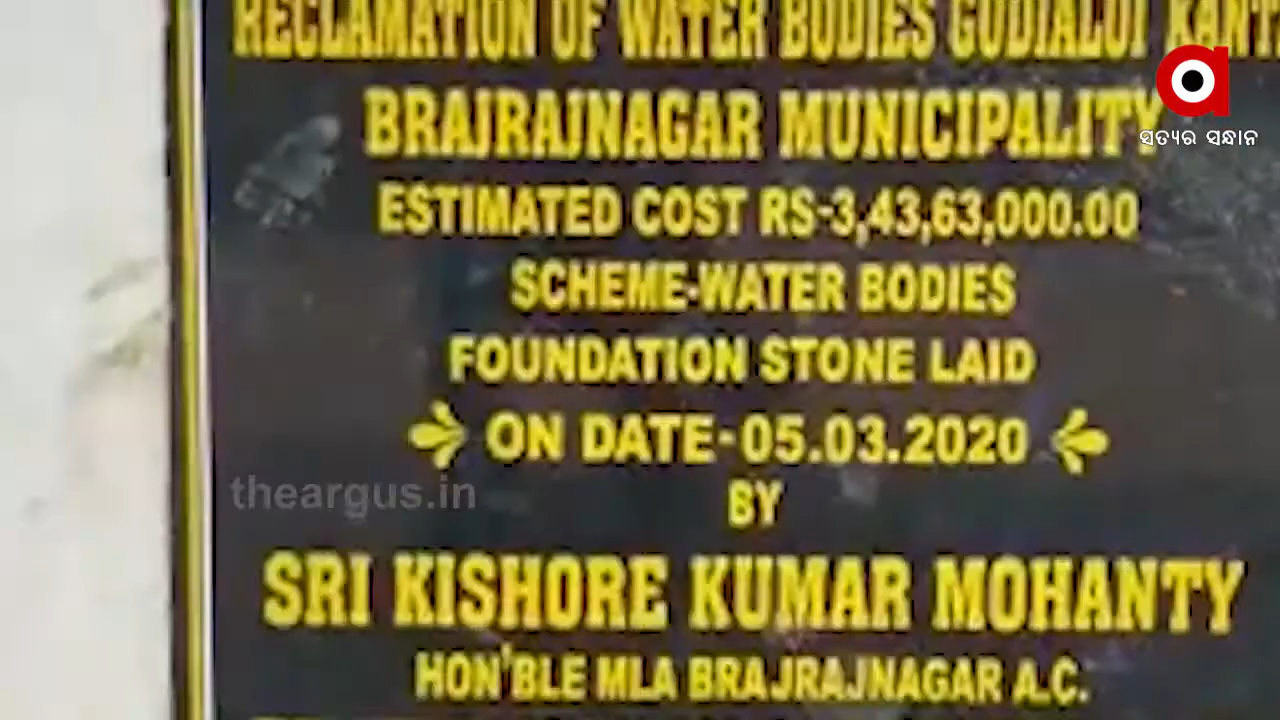 RECLAMATION OF WATER BODIES GUDIALOI KANT
BRAJRAJNAGAR MUNICIPALITY
ସତ୍ୟର ସନ୍ଧାନ
ESTIMATED COST RS-3,43,63,000.00
SCHEME-WATER BODIES
FOUNDATION STONE LAID
ON DATE-05.03.2020
theargus.in
BY
SRI KISHORE KUMAR MOHANTY
HON'BLE MLA BRAJRAJNAGAR A.C.